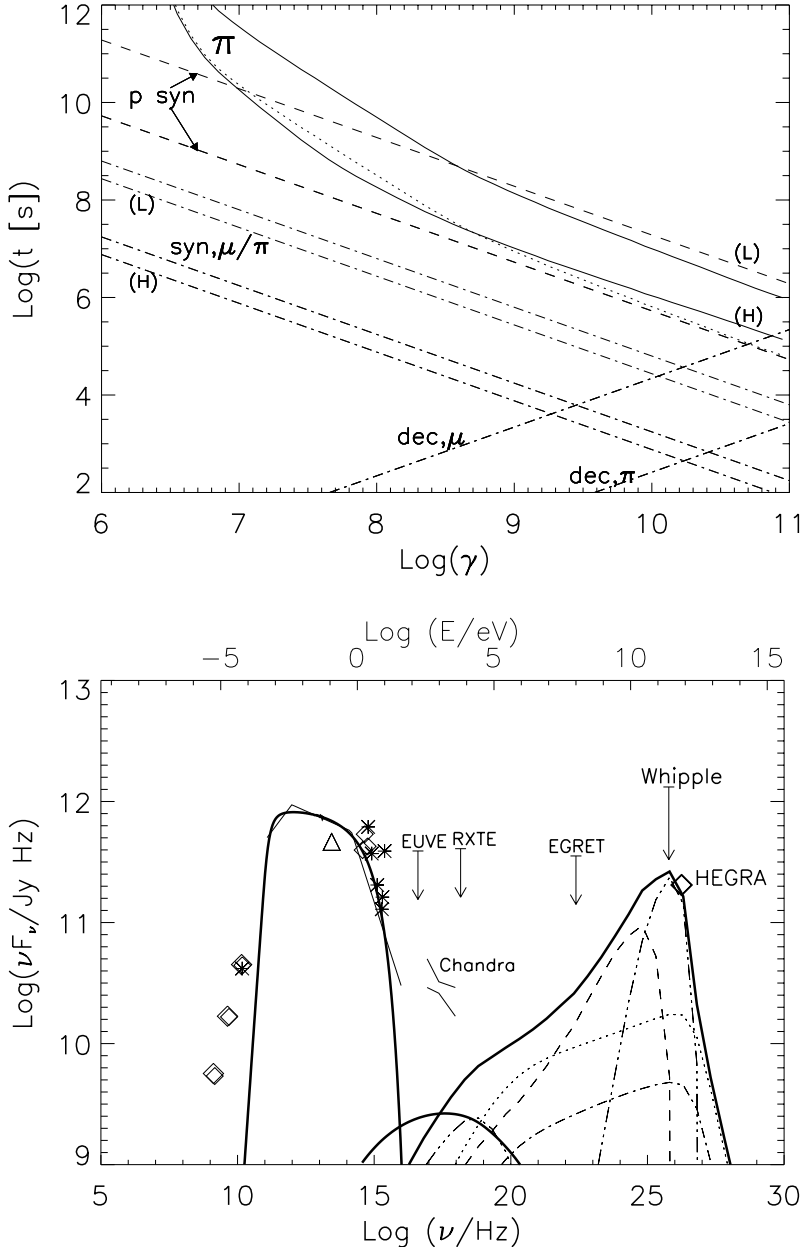 12
10
8
6
4
2
Log(t [s])
π
p syn
(L)
syn,μ/π
(H)
(L)
(H)
dec,μ
dec,π
6 7 8 9 10 11
Log(γ)
Log (E/eV)
−5 0 5 10 15
13
12
11
10
9
Log(νFν/Jy Hz)
Whipple
EUVE RXTE
EGRET
HEGRA
Chandra
5 10 15 20 25 30
Log (ν/Hz)